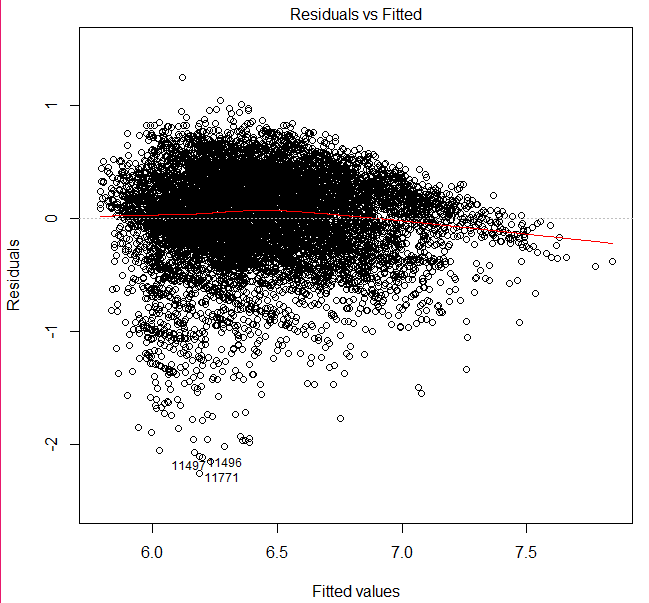 Residuals vs Fitted
Residuals
1
0
-1
-2
11497
11496
11771
6.0 6.5 7.0 7.5
Fitted values